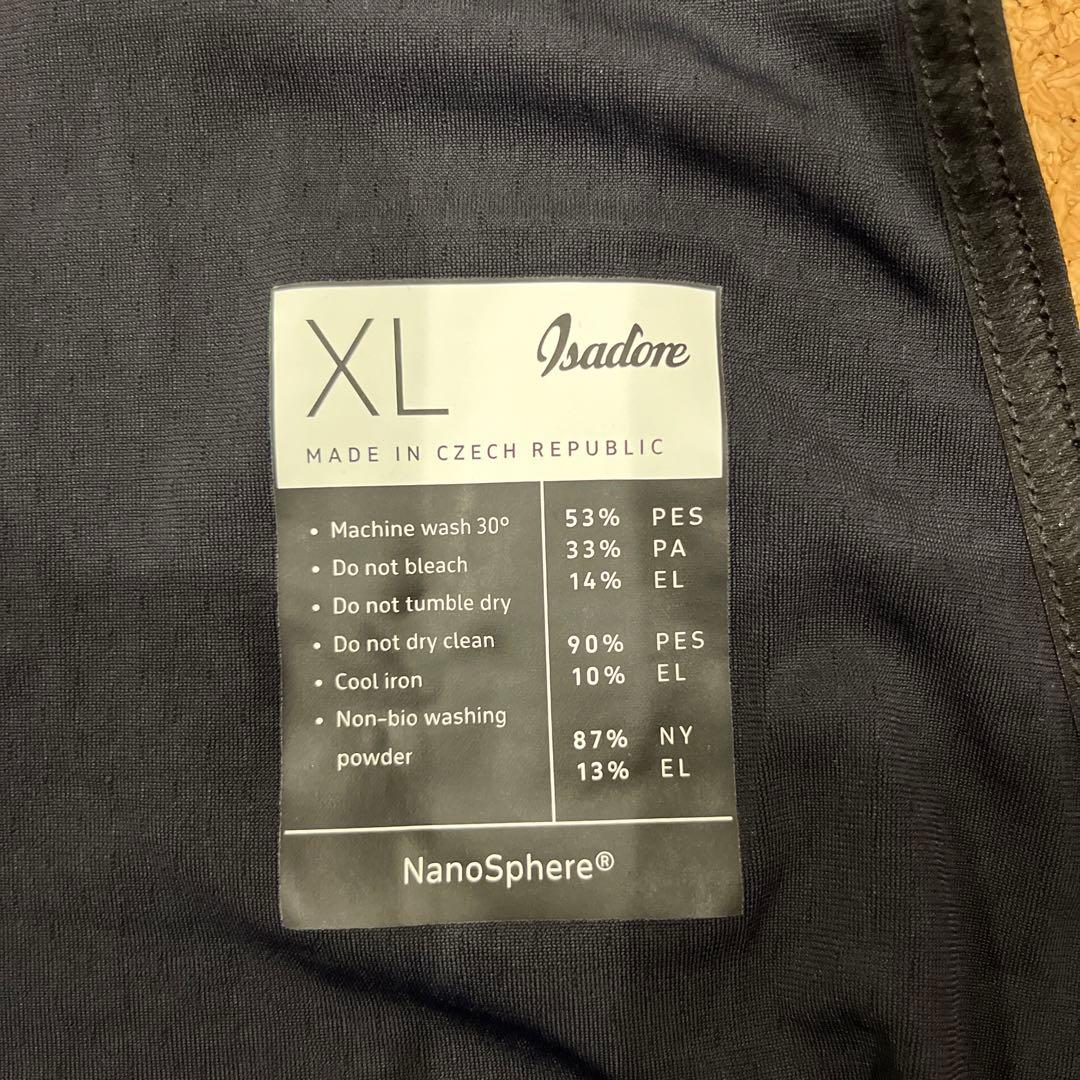 XL
Isadore
MADE IN CZECH REPUBLIC
• Machine wash 30°
• Do not bleach
• Do not tumble dry
• Do not dry clean
• Cool iron
• Non-bio washing
powder
53% PES
33% PA
14% EL
90% PES
10% EL
87% NY
13% EL
NanoSphere®